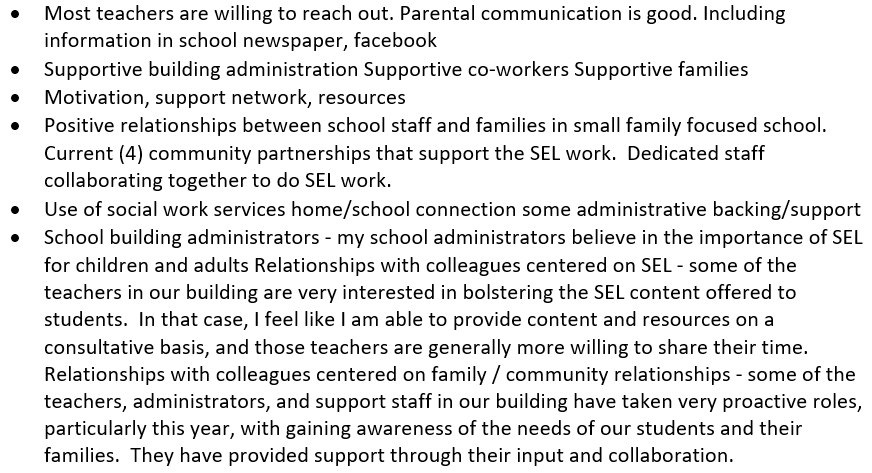 • Most teachers are willing to reach out. Parental communication is good. Including
information in school newspaper, facebook
• Supportive building administration Supportive co-workers Supportive families
• Motivation, support network, resources
• Positive relationships between school staff and families in small family focused school.
Current (4) community partnerships that support the SEL work.  Dedicated staff
collaborating together to do SEL work.
• Use of social work services home/school connection some administrative backing/support
• School building administrators - my school administrators believe in the importance of SEL
for children and adults Relationships with colleagues centered on SEL - some of the
teachers in our building are very interested in bolstering the SEL content offered to
students.  In that case, I feel like I am able to provide content and resources on a
consultative basis, and those teachers are generally more willing to share their time.
Relationships with colleagues centered on family / community relationships - some of the
teachers, administrators, and support staff in our building have taken very proactive roles,
particularly this year, with gaining awareness of the needs of our students and their
families.  They have provided support through their input and collaboration.